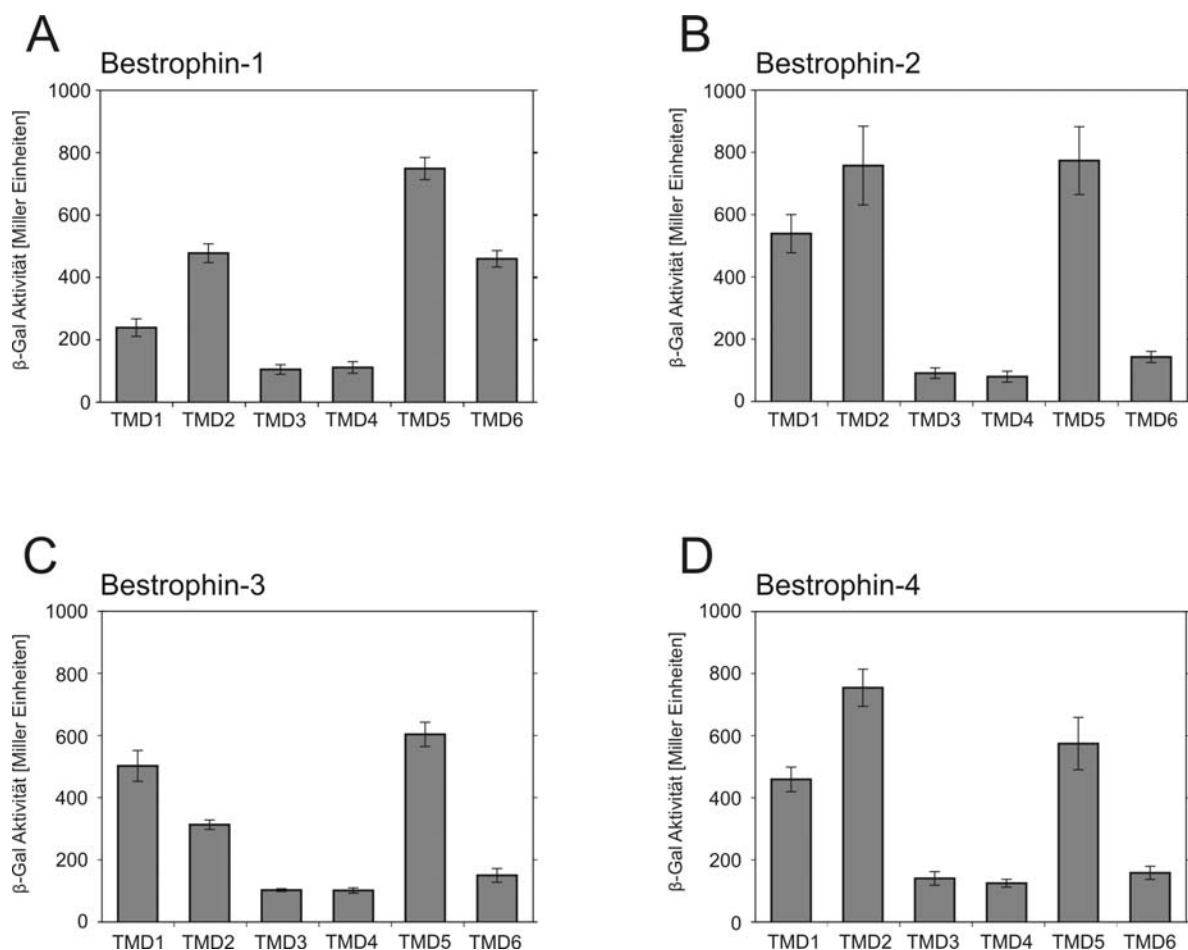 A
Bestrophin-1
β-Gal Aktivität [Miller Einheiten]
1000
800
600
400
200
0
TMD1 TMD2 TMD3 TMD4 TMD5 TMD6
B
Bestrophin-2
β-Gal Aktivität [Miller Einheiten]
1000
800
600
400
200
0
TMD1 TMD2 TMD3 TMD4 TMD5 TMD6
C
Bestrophin-3
β-Gal Aktivität [Miller Einheiten]
1000
800
600
400
200
0
TMD1 TMD2 TMD3 TMD4 TMD5 TMD6
D
Bestrophin-4
β-Gal Aktivität [Miller Einheiten]
1000
800
600
400
200
0
TMD1 TMD2 TMD3 TMD4 TMD5 TMD6